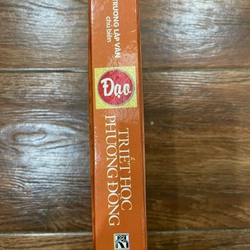 TRƯƠNG LẬP VĂN
chủ biên
Đạo
TRIẾT HỌC
PHƯƠNG ĐÔNG